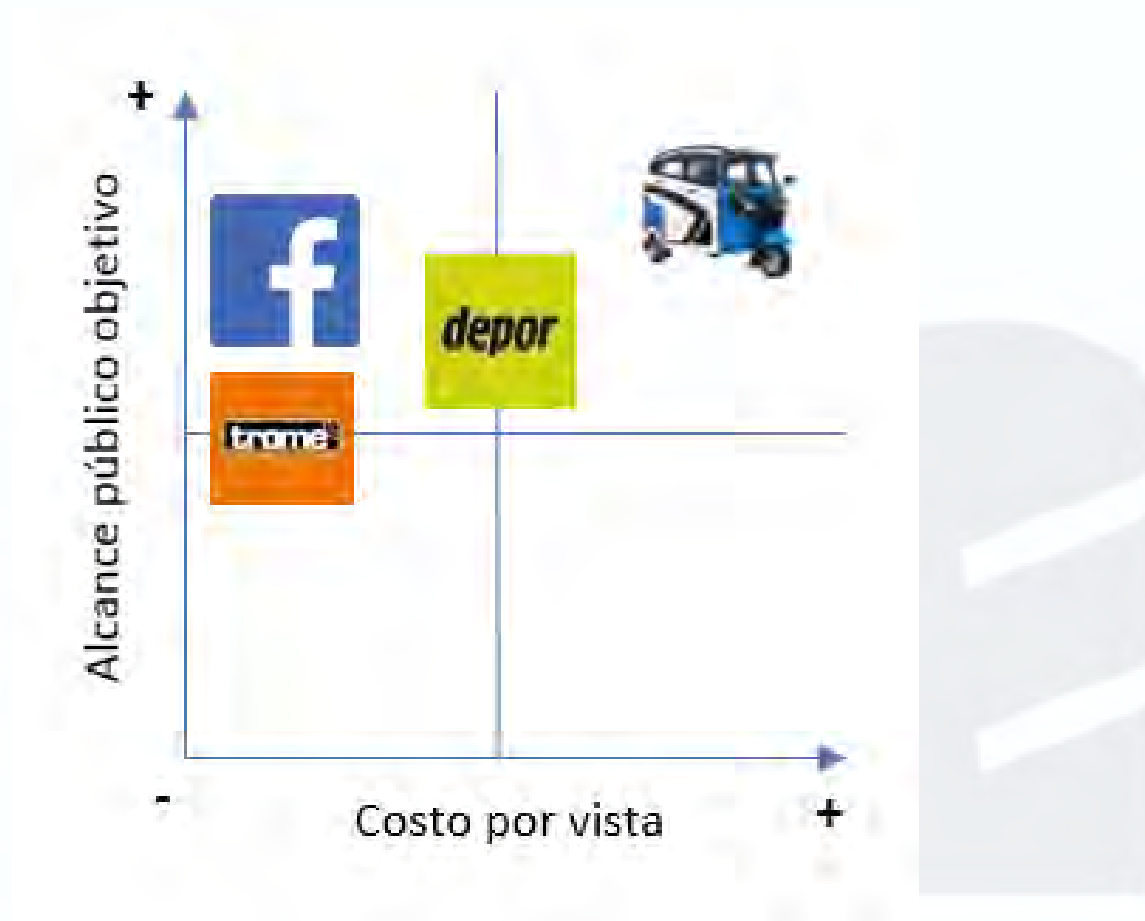 +
Alcance público objetivo
f
depor
trome
-
Costo por vista
+